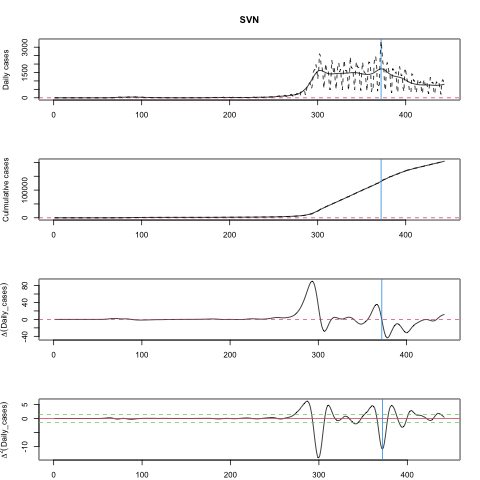 SVN
Daily cases
0 1500 3000
0 100 200 300 400
Culmulative cases
0 100000
0 100 200 300 400
Δ(Daily_cases)
-40 0 40 80
0 100 200 300 400
Δ²(Daily_cases)
-10 0 5
0 100 200 300 400